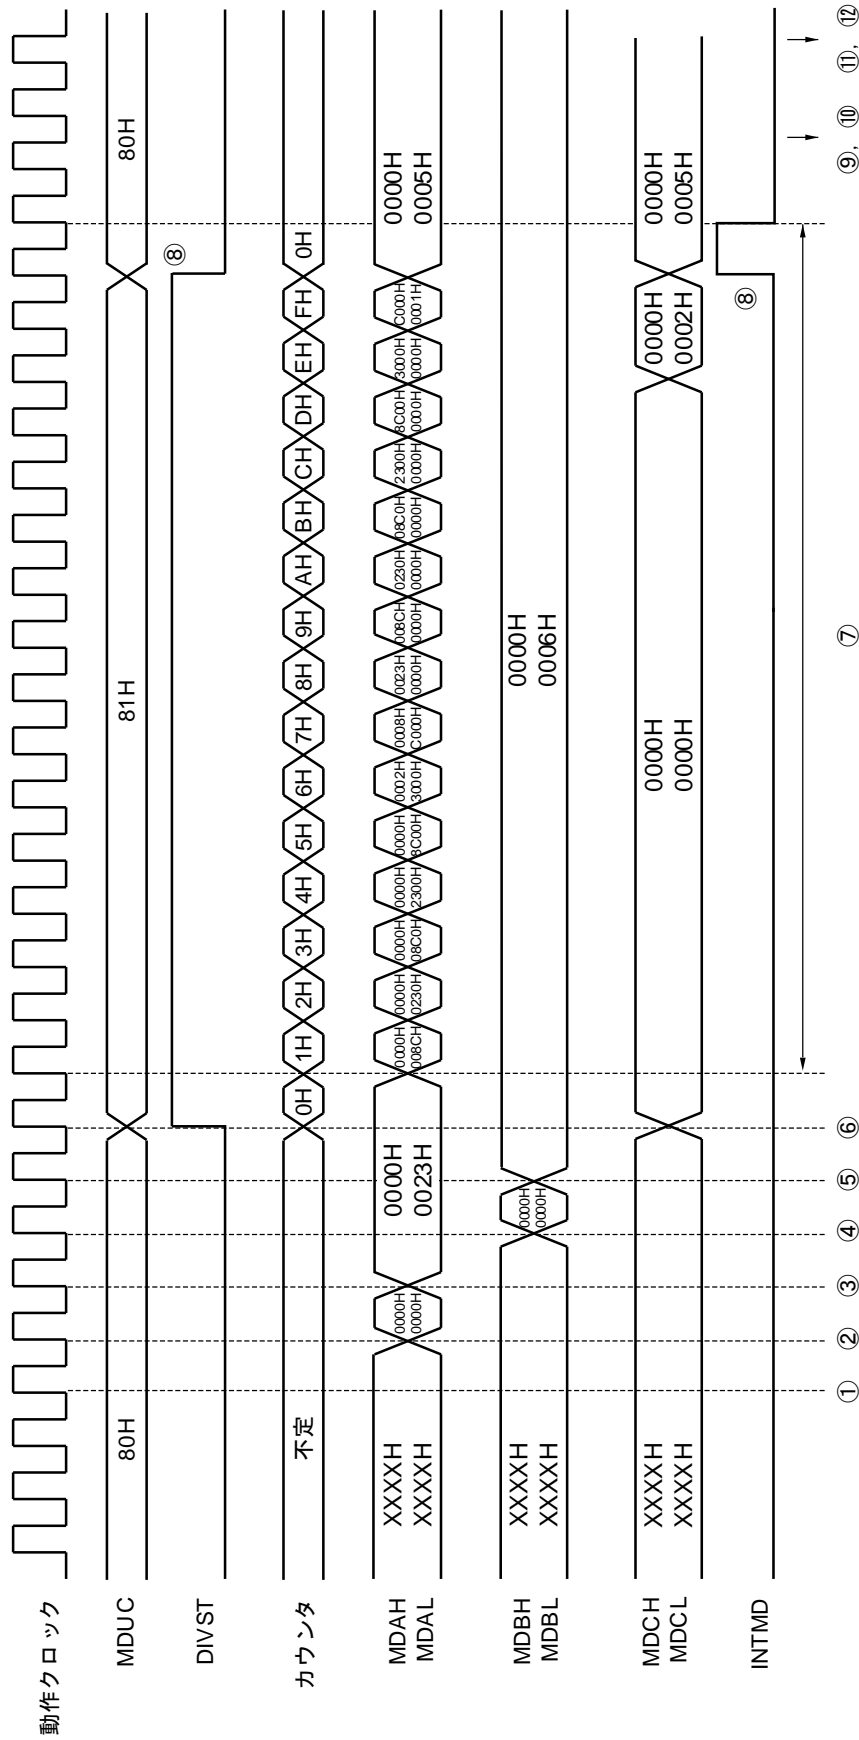 動作クロック
MDUC
80H
81H
80H
DIVST
⑧
カウンタ
不定
0H
1H
2H
3H
4H
5H
6H
7H
8H
9H
AH
BH
CH
DH
EH
FH
0H
MDAH
MDAL
XXXXH
XXXXH
0000H
0000H
0000H
0023H
0000H
008CH
0000H
0230H
0000H
08C0H
0000H
2300H
0000H
8C00H
0002H
3000H
0008H
C000H
0023H
0000H
008CH
0000H
0230H
0000H
08C0H
0000H
2300H
0000H
8C00H
0000H
3000H
0000H
C000H
0001H
0000H
0005H
MDBH
MDBL
XXXXH
XXXXH
0000H
0000H
0000H
0006H
MDCH
MDCL
XXXXH
XXXXH
0000H
0000H
0000H
0002H
0000H
0005H
INTMD
⑧
①
②
③
④
⑤
⑥
⑦
⑨, ⑩
⑪, ⑫